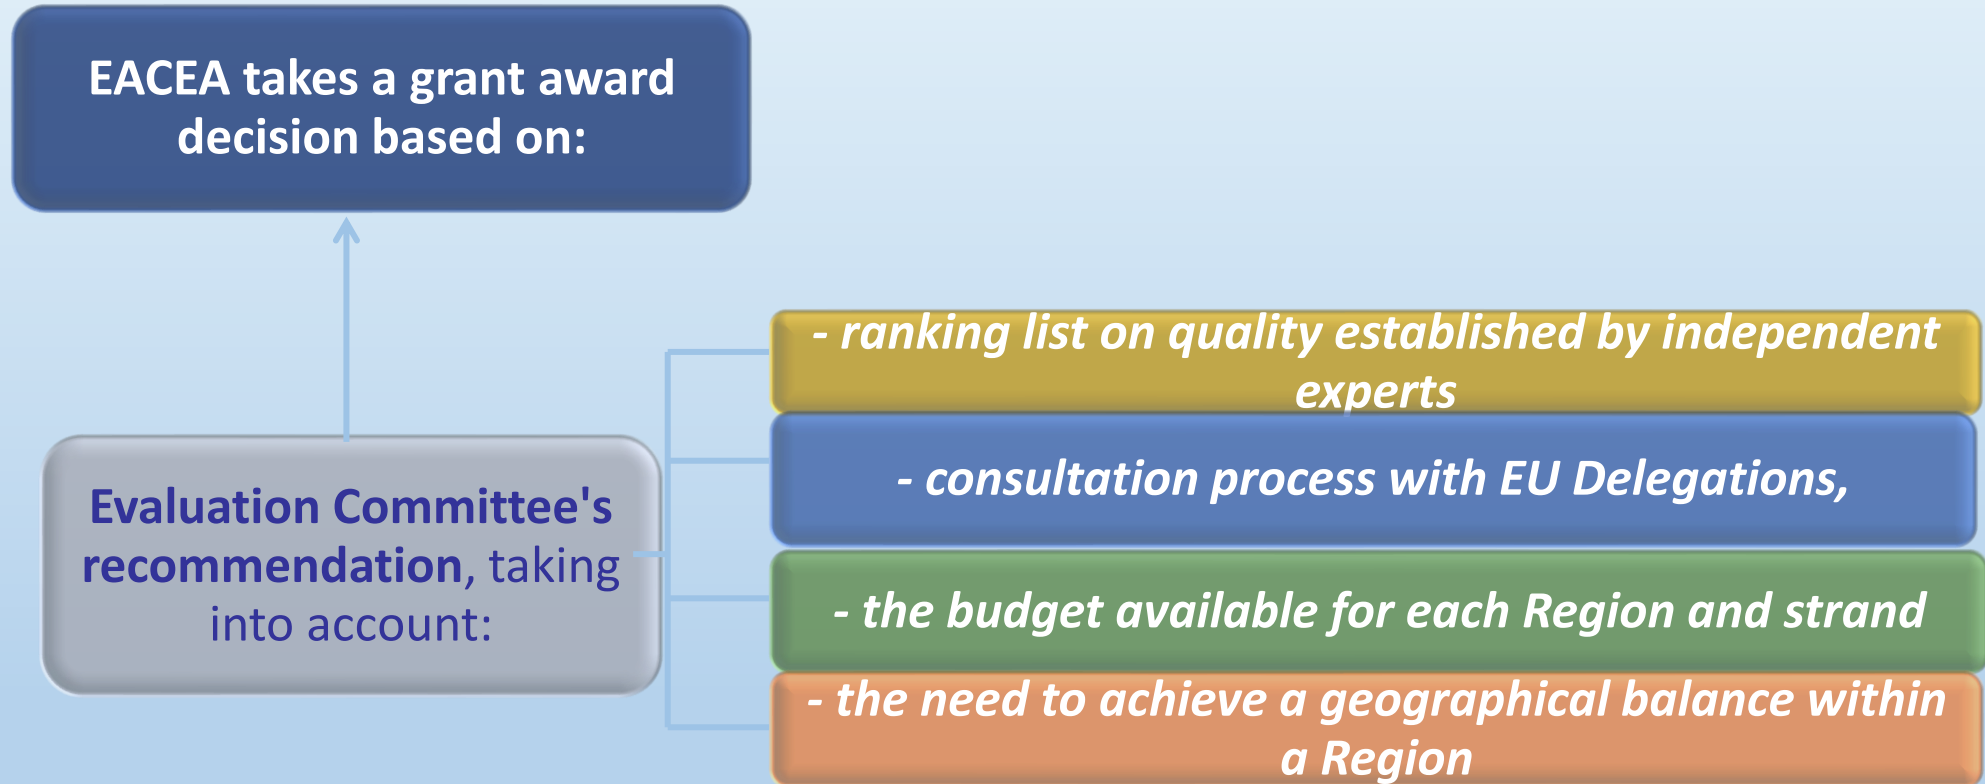 EACEA takes a grant award
decision based on:
Evaluation Committee's
recommendation, taking
into account:
- ranking list on quality established by independent
experts
- consultation process with EU Delegations,
- the budget available for each Region and strand
- the need to achieve a geographical balance within
a Region